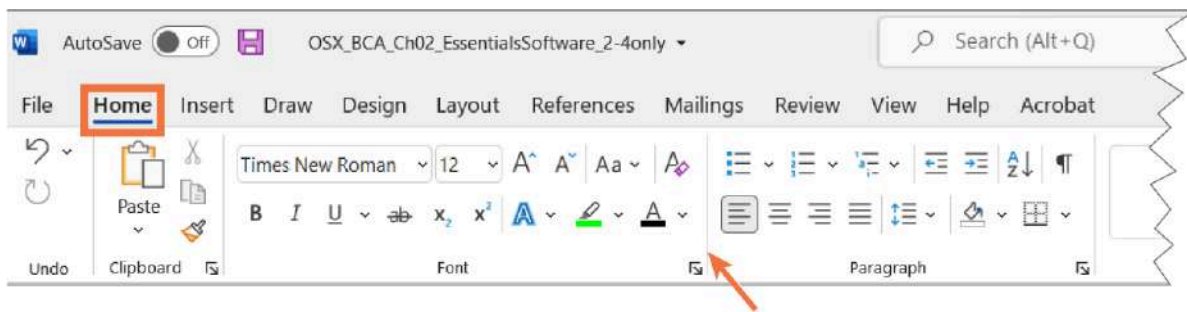 W AutoSave Off OSX_BCA_Ch02_EssentialsSoftware_2-4only Search (Alt+Q)
File Home Insert Draw Design Layout References Mailings Review View Help Acrobat
Times New Roman 12 A A Aa A
Paste
B I U ab x₂ x² A A
Undo Clipboard Font Paragraph